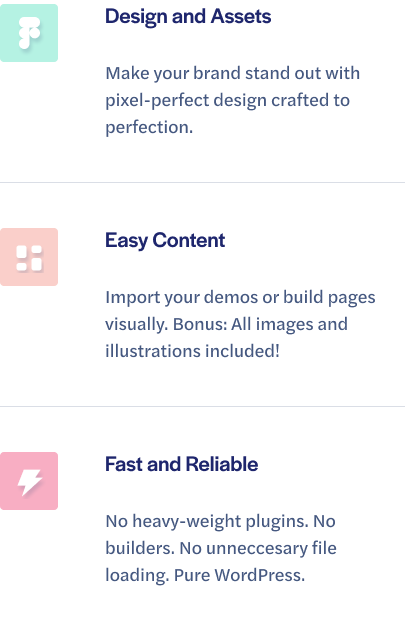 Design and Assets
Make your brand stand out with
pixel-perfect design crafted to
perfection.
Easy Content
Import your demos or build pages
visually. Bonus: All images and
illustrations included!
Fast and Reliable
No heavy-weight plugins. No
builders. No unneccesary file
loading. Pure WordPress.